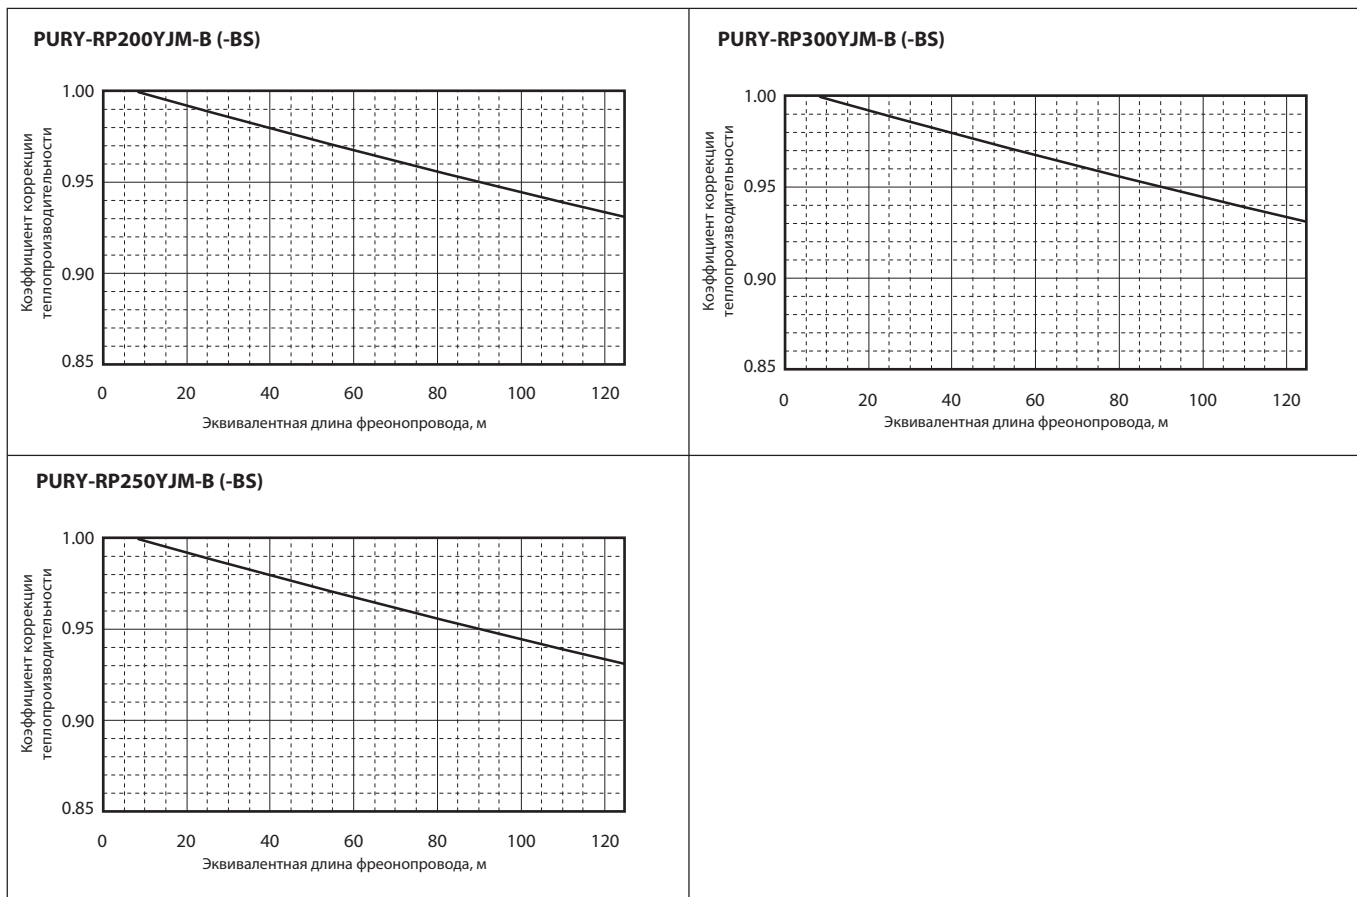 PURY-RP200YJM-B (-BS)
Коэффициент коррекции
теплопроизводительности
1.00
0.95
0.90
0.85
0 20 40 60 80 100 120
Эквивалентная длина фреонопровода, м
PURY-RP300YJM-B (-BS)
Коэффициент коррекции
теплопроизводительности
1.00
0.95
0.90
0.85
0 20 40 60 80 100 120
Эквивалентная длина фреонопровода, м
PURY-RP250YJM-B (-BS)
Коэффициент коррекции
теплопроизводительности
1.00
0.95
0.90
0.85
0 20 40 60 80 100 120
Эквивалентная длина фреонопровода, м